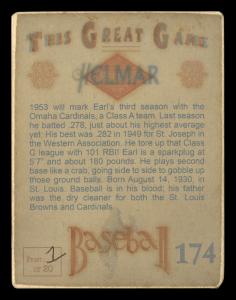 This Great Game
HELMAR
1953 will mark Earl's third season with the
Omaha Cardinals, a Class A team. Last season
he batted .278, just about his highest average
yet. His best was .282 in 1949 for St. Joseph in
the Western Association. He tore up that Class
C league with 101 RBI! Earl is a sparkplug at
5'7" and about 180 pounds. He plays second
base like a crab, going side to side to gobble up
those ground balls. Born August 14, 1930, in
St. Louis. Baseball is in his blood; his father
was the dry cleaner for both the St. Louis
Browns and Cardinals.
Baseball
174
1
of 20